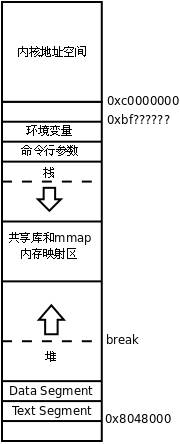 内核地址空间
0xc0000000
0xbf??????
环境变量
命令行参数
栈
共享库和mmap
内存映射区
break
堆
Data Segment
Text Segment
0x8048000